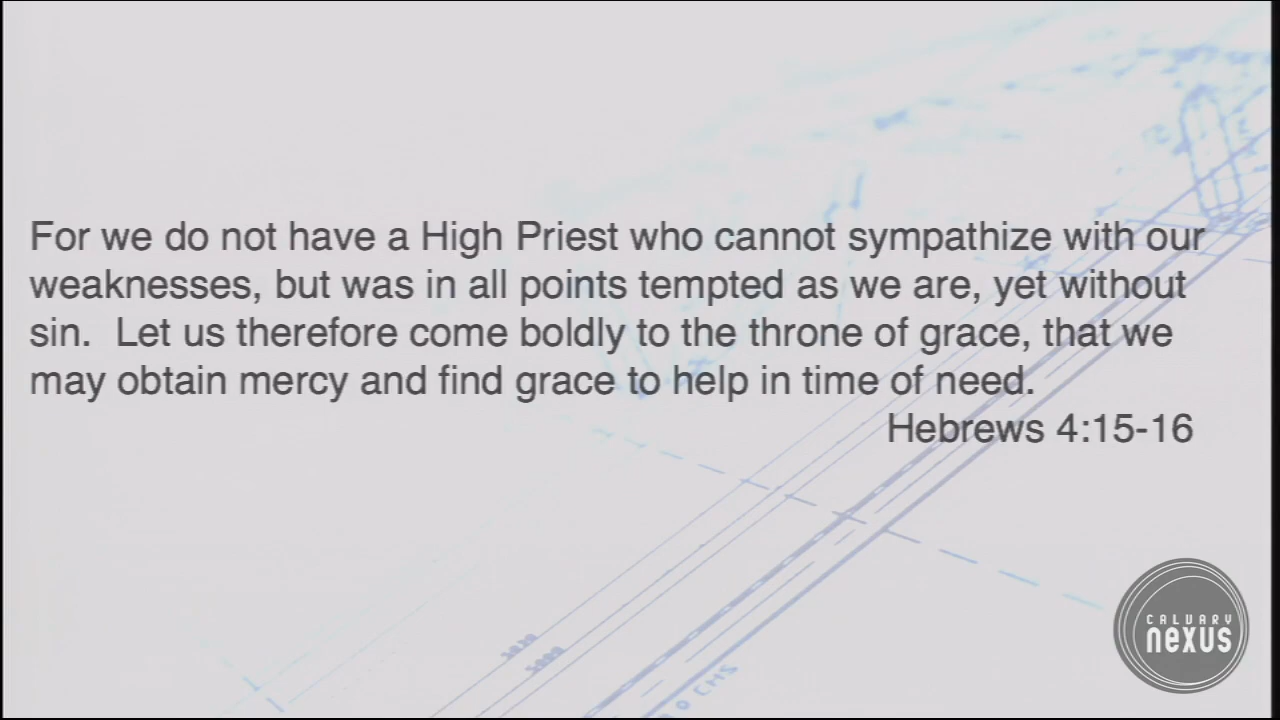 For we do not have a High Priest who cannot sympathize with our
weaknesses, but was in all points tempted as we are, yet without
sin.  Let us therefore come boldly to the throne of grace, that we
may obtain mercy and find grace to help in time of need.
Hebrews 4:15-16
CALVARY
nexus
CMS